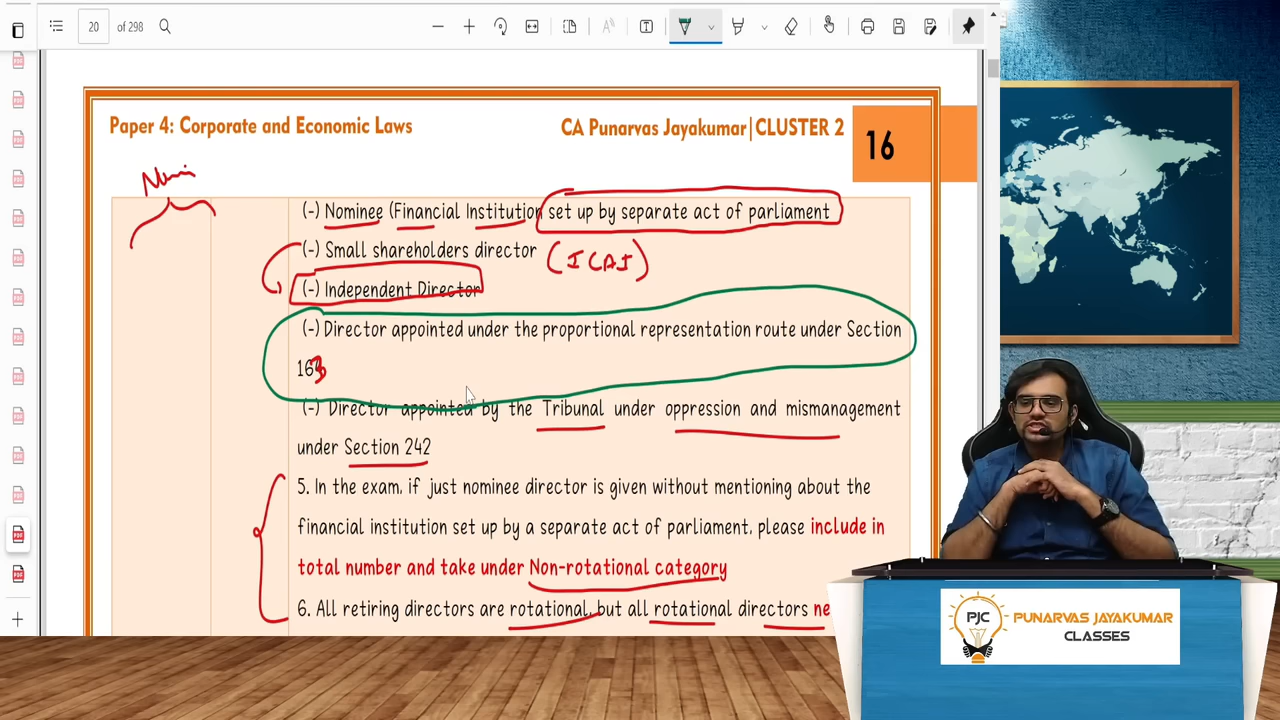 20 of 298
Paper 4: Corporate and Economic Laws
CA Punarvas Jayakumar|CLUSTER 2
16
(-) Nominee (Financial Institution set up by separate act of parliament
(-) Small shareholders director (ICAI)
(-) Independent Director
(-) Director appointed under the proportional representation route under Section
163
(-) Director appointed by the Tribunal under oppression and mismanagement
under Section 242
5. In the exam, if just nominee director is given without mentioning about the
financial institution set up by a separate act of parliament, please include in
total number and take under Non-rotational category
6. All retiring directors are rotational, but all rotational directors ne
PJC
PUNARVAS JAYAKUMAR
CLASSES